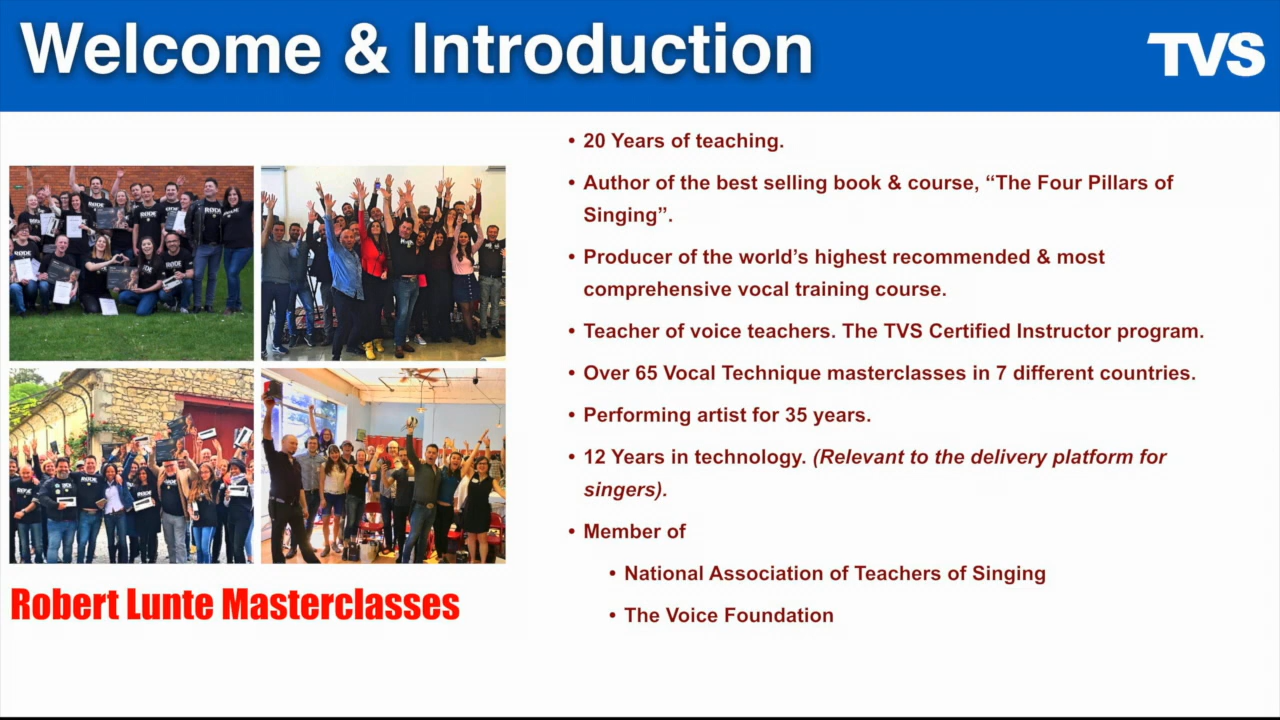 Welcome & Introduction
TVS
• 20 Years of teaching.
• Author of the best selling book & course, “The Four Pillars of
Singing”.
• Producer of the world’s highest recommended & most
comprehensive vocal training course.
• Teacher of voice teachers. The TVS Certified Instructor program.
• Over 65 Vocal Technique masterclasses in 7 different countries.
• Performing artist for 35 years.
• 12 Years in technology. (Relevant to the delivery platform for
singers).
• Member of
• National Association of Teachers of Singing
• The Voice Foundation
RØDE
RØDE
RØDE
RØDE
Robert Lunte Masterclasses